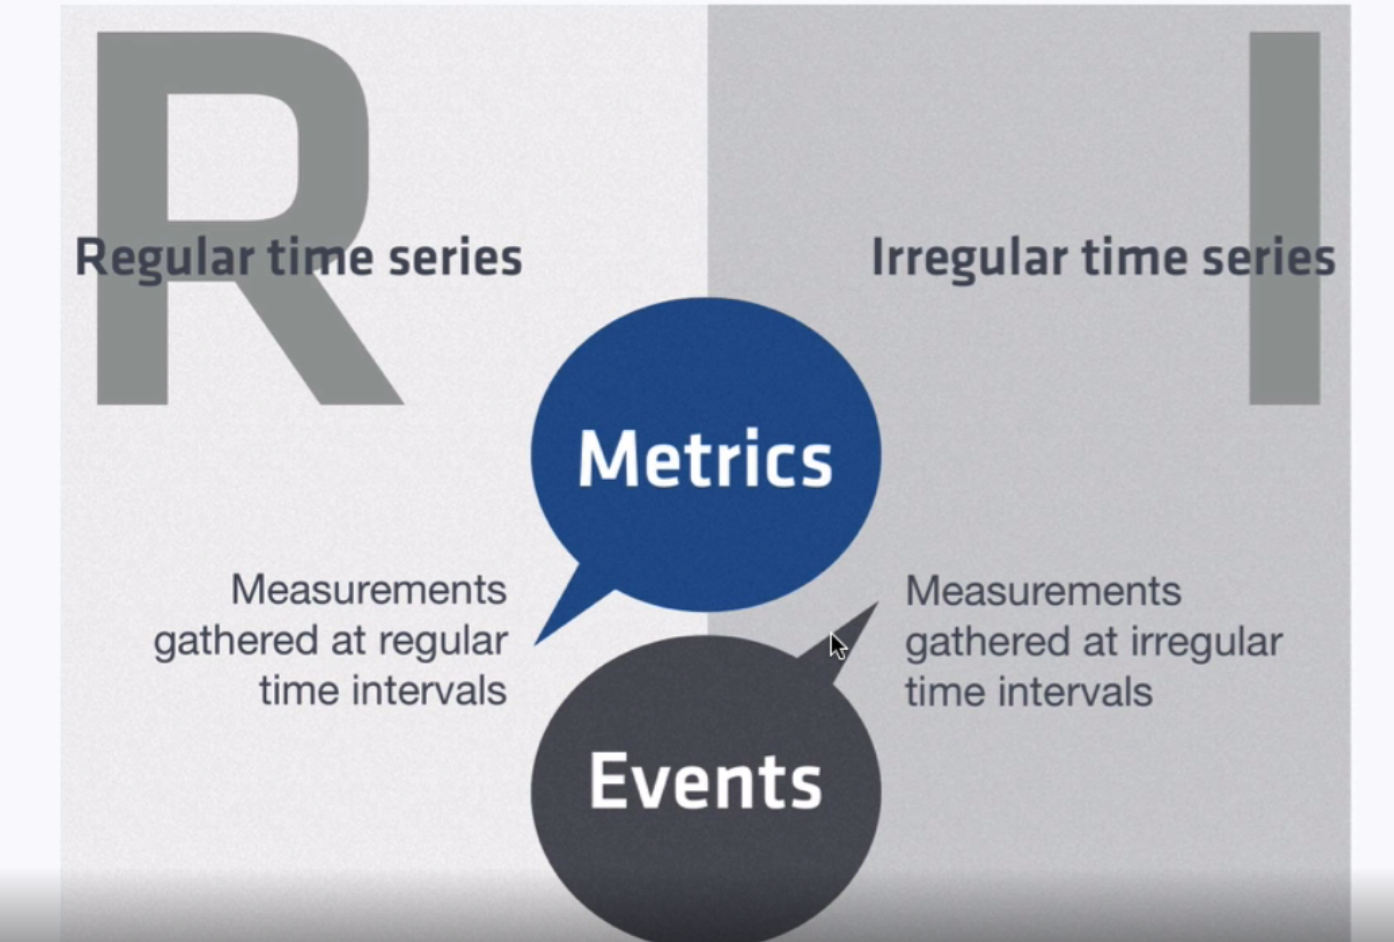 R
Regular time series
I
Irregular time series
Metrics
Measurements
gathered at regular
time intervals
Measurements
gathered at irregular
time intervals
Events